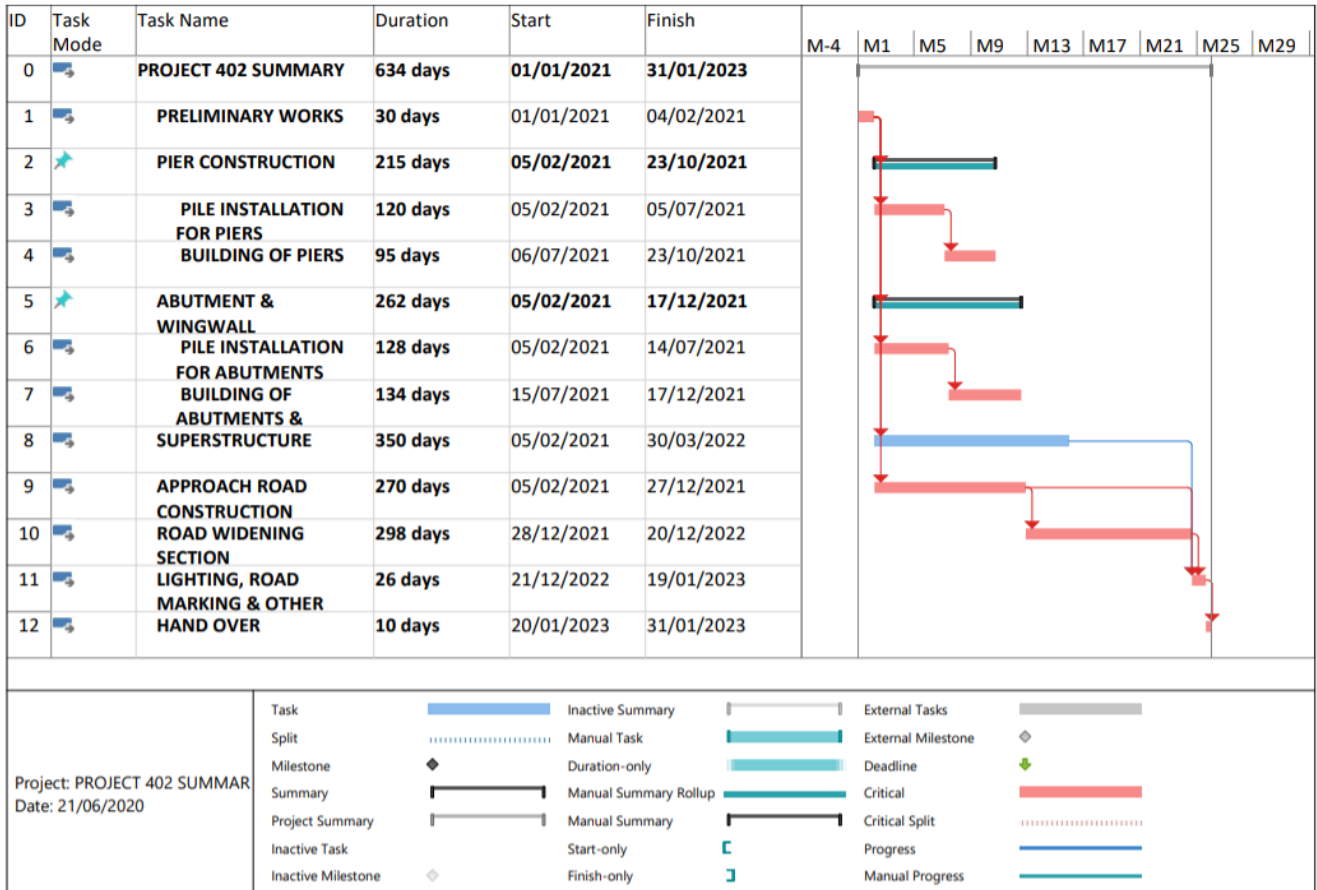 ID Task Mode Task Name Duration Start Finish
M-4 M1 M5 M9 M13 M17 M21 M25 M29
0 PROJECT 402 SUMMARY 634 days 01/01/2021 31/01/2023
1 PRELIMINARY WORKS 30 days 01/01/2021 04/02/2021
2 PIER CONSTRUCTION 215 days 05/02/2021 23/10/2021
3 PILE INSTALLATION 120 days 05/02/2021 05/07/2021
FOR PIERS
4 BUILDING OF PIERS 95 days 06/07/2021 23/10/2021
5 ABUTMENT & 262 days 05/02/2021 17/12/2021
WINGWALL
6 PILE INSTALLATION 128 days 05/02/2021 14/07/2021
FOR ABUTMENTS
7 BUILDING OF 134 days 15/07/2021 17/12/2021
ABUTMENTS &
8 SUPERSTRUCTURE 350 days 05/02/2021 30/03/2022
9 APPROACH ROAD 270 days 05/02/2021 27/12/2021
CONSTRUCTION
10 ROAD WIDENING 298 days 28/12/2021 20/12/2022
SECTION
11 LIGHTING, ROAD 26 days 21/12/2022 19/01/2023
MARKING & OTHER
12 HAND OVER 10 days 20/01/2023 31/01/2023
Project: PROJECT 402 SUMMAR
Date: 21/06/2020
Task Inactive Summary External Tasks
Split Manual Task External Milestone
Milestone Duration-only Deadline
Summary Manual Summary Rollup Critical
Project Summary Manual Summary Critical Split
Inactive Task Start-only Progress
Inactive Milestone Finish-only Manual Progress